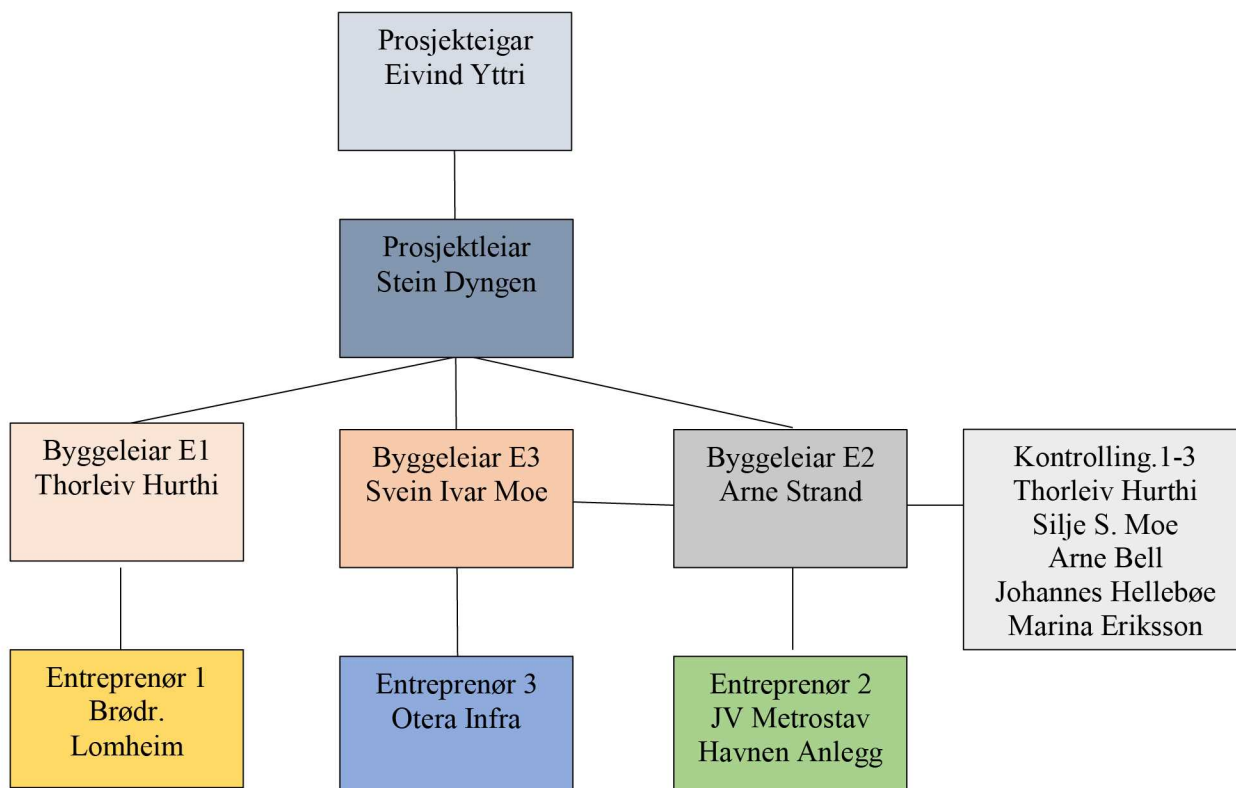 Prosjekteigar
Eivind Yttri
Prosjektleiar
Stein Dyngen
Byggeleiar E1
Thorleiv Hurthi
Byggeleiar E3
Svein Ivar Moe
Byggeleiar E2
Arne Strand
Kontrolling.1-3
Thorleiv Hurthi
Silje S. Moe
Arne Bell
Johannes Hellebøe
Marina Eriksson
Entreprenør 1
Brødr.
Lomheim
Entreprenør 3
Otera Infra
Entreprenør 2
JV Metrostav
Havnen Anlegg